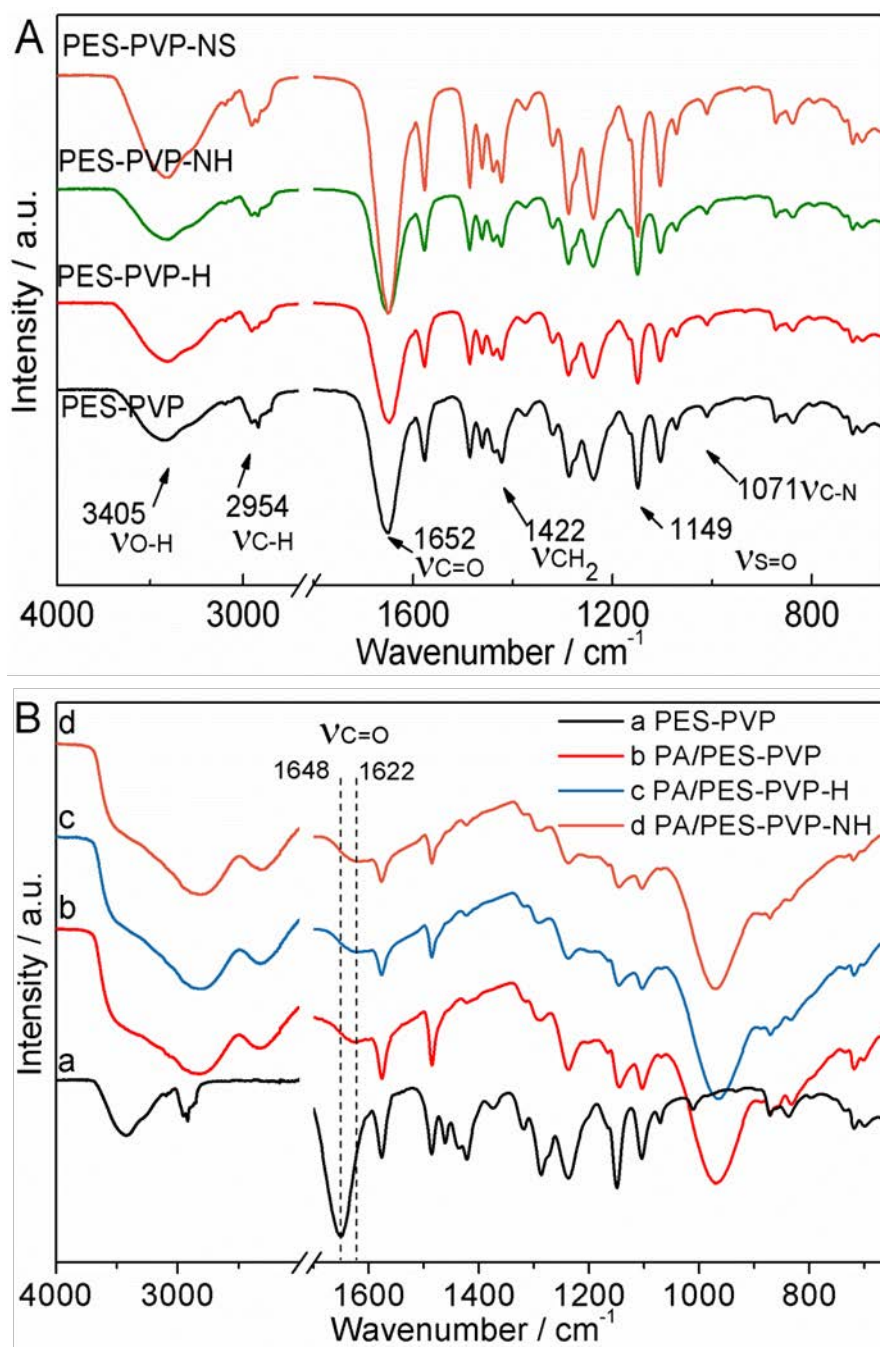 A
PES-PVP-NS
PES-PVP-NH
PES-PVP-H
PES-PVP
3405
νO-H
2954
νC-H
1652
νC=O
1422
νCH2
1149
νS=O
1071νC-N
Intensity / a.u.
4000 3000 1600 1200 800
Wavenumber / cm-1
B
d
c
b
a
νC=O
1648 1622
a PES-PVP
b PA/PES-PVP
c PA/PES-PVP-H
d PA/PES-PVP-NH
Intensity / a.u.
4000 3000 1600 1400 1200 1000 800
Wavenumber / cm-1